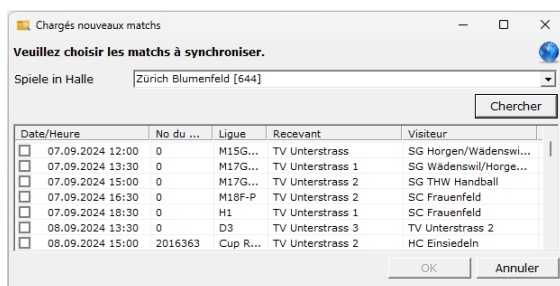 Chargés nouveaux matchs
Veuillez choisir les matchs à synchroniser.
Spiele in Halle Zürich Blumenfeld [644]
Chercher
Date/Heure No du ... Ligue Recevant Visiteur
07.09.2024 12:00 0 M15G... TV Unterstrass SG Horgen/Wädenswi...
07.09.2024 13:30 0 M17G... TV Unterstrass 1 SG Wädenswil/Horge...
07.09.2024 15:00 0 M17G... TV Unterstrass 2 SG THW Handball
07.09.2024 16:30 0 M18F-P TV Unterstrass 2 SC Frauenfeld
07.09.2024 18:30 0 H1 TV Unterstrass 1 SC Frauenfeld
08.09.2024 13:30 0 D3 TV Unterstrass 3 TV Unterstrass 2
08.09.2024 15:00 2016363 Cup R... TV Unterstrass 2 HC Einsiedeln
OK Annuler